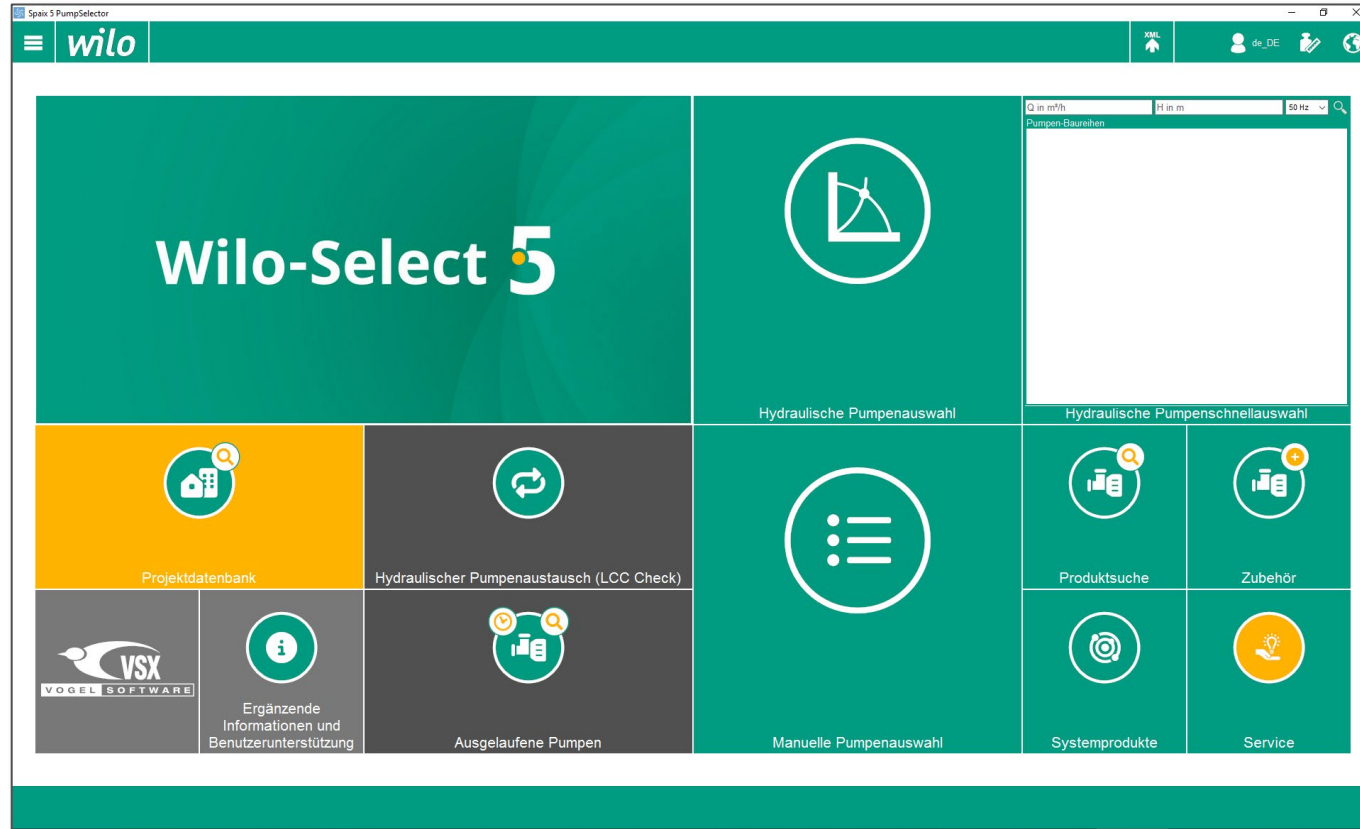 Spaix 5 PumpSelector
wilo
XML
de_DE
Wilo-Select 5
Hydraulische Pumpenauswahl
Q in m³/h
H in m
50 Hz
Pumpen-Baureihen
Hydraulische Pumpenschnellauswahl
Projektdatenbank
Hydraulischer Pumpenaustausch (LCC Check)
Produktsuche
Zubehör
VSX
VOGEL SOFTWARE
Ergänzende
Informationen und
Benutzerunterstützung
Ausgelaufene Pumpen
Manuelle Pumpenauswahl
Systemprodukte
Service